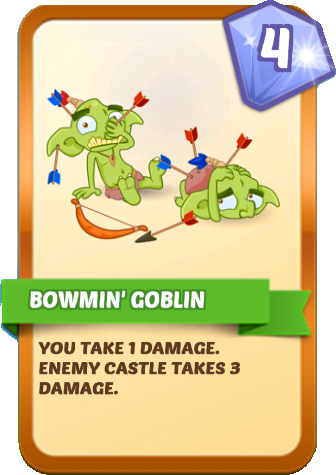 4
BOWMIN' GOBLIN
YOU TAKE 1 DAMAGE.
ENEMY CASTLE TAKES 3
DAMAGE.